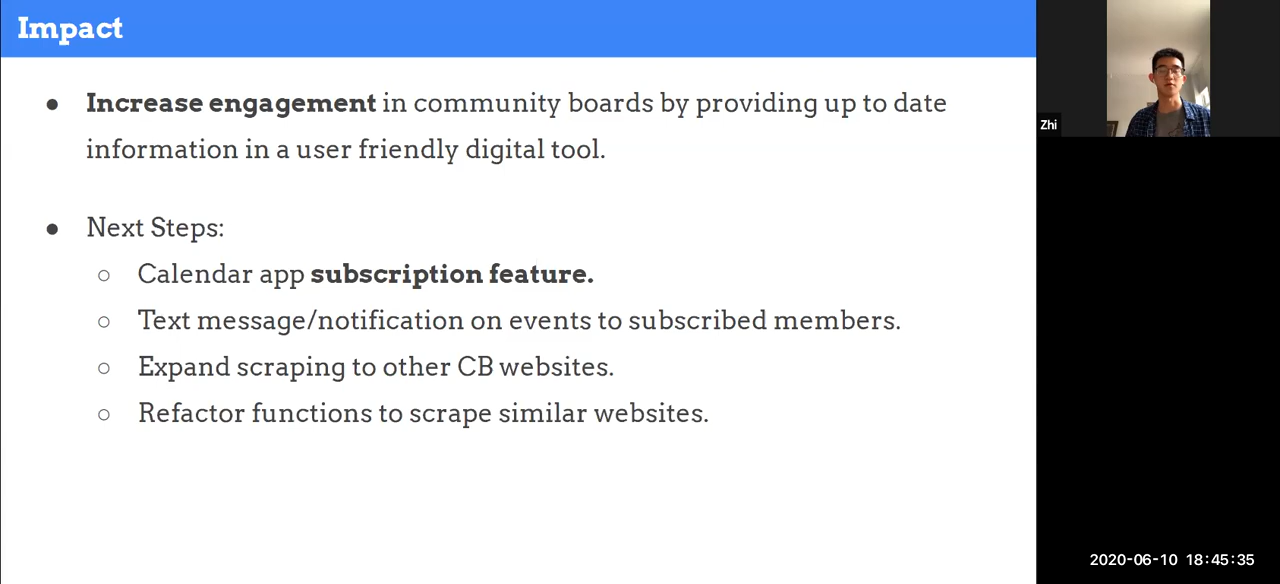 Impact
● Increase engagement in community boards by providing up to date
information in a user friendly digital tool.
● Next Steps:
○ Calendar app subscription feature.
○ Text message/notification on events to subscribed members.
○ Expand scraping to other CB websites.
○ Refactor functions to scrape similar websites.
Zhi
2020-06-10 18:45:35